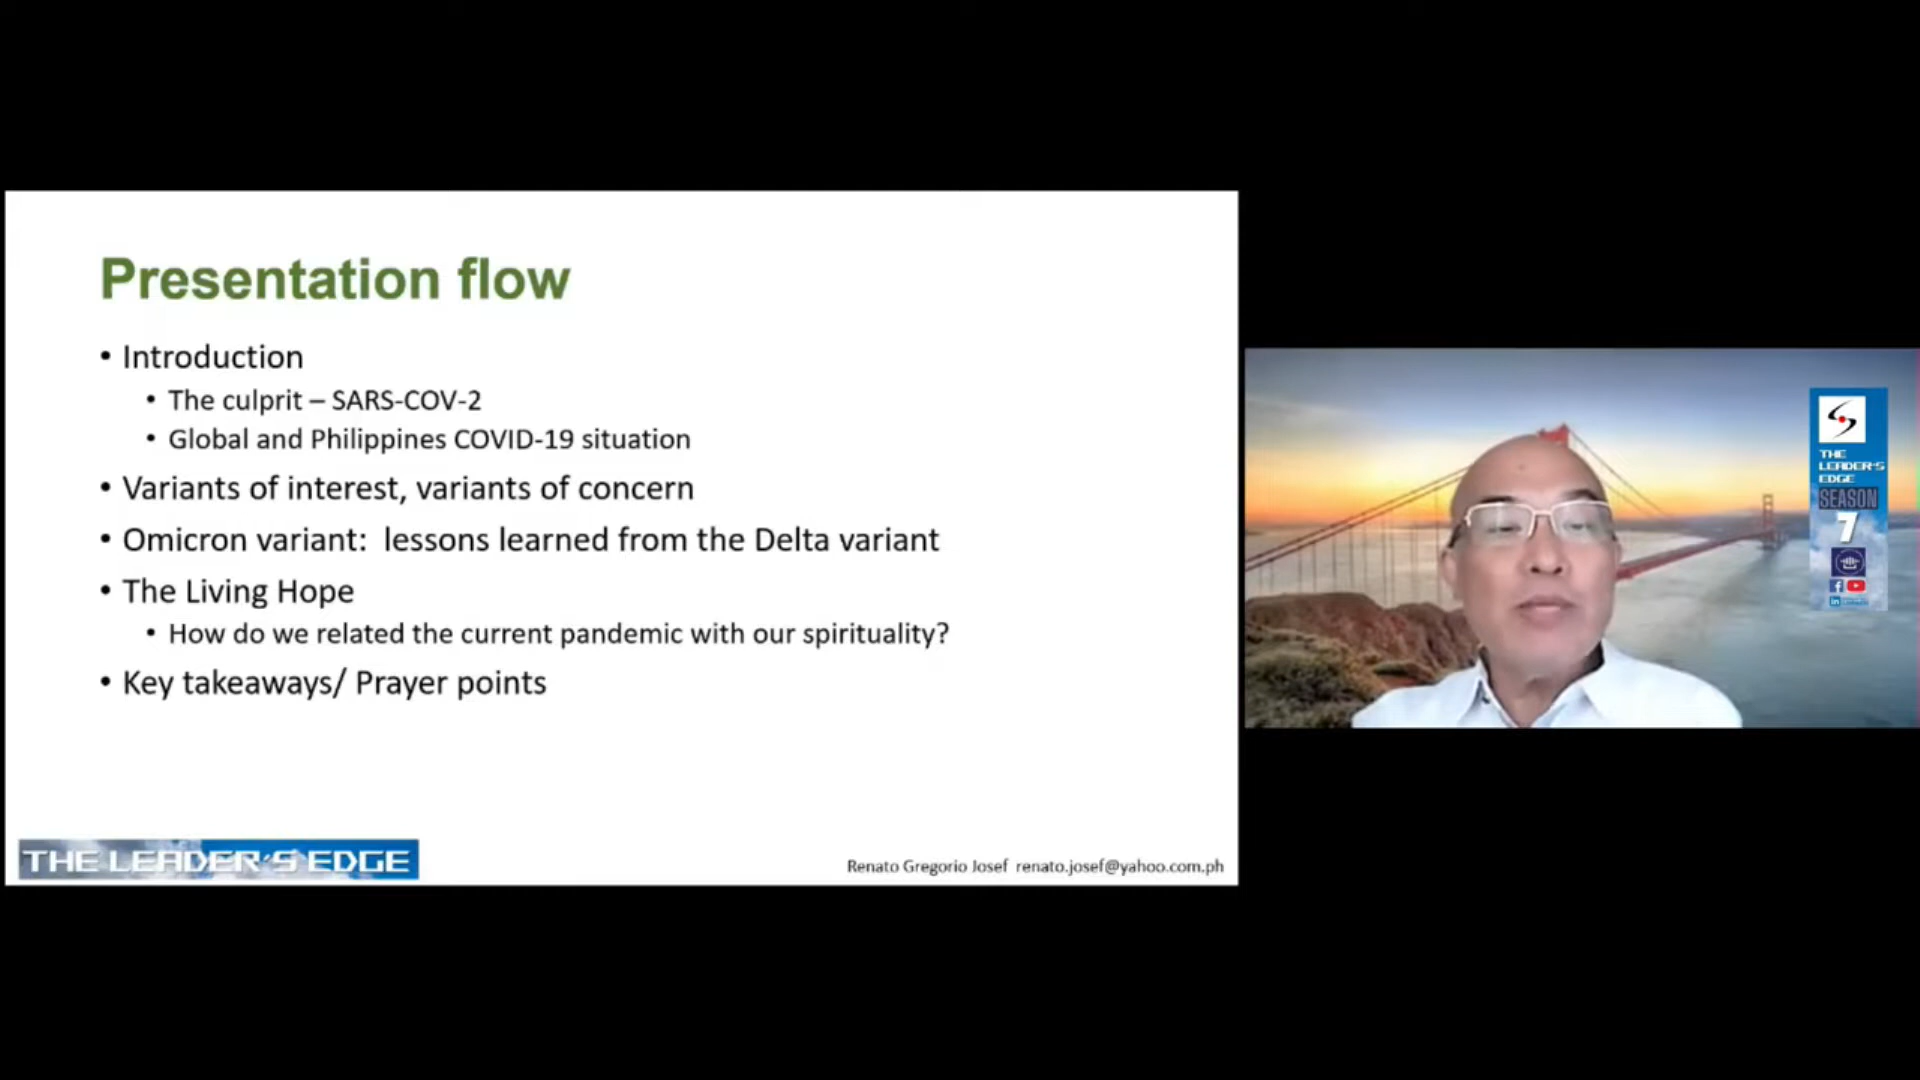 Presentation flow
• Introduction
• The culprit – SARS-COV-2
• Global and Philippines COVID-19 situation
• Variants of interest, variants of concern
• Omicron variant: lessons learned from the Delta variant
• The Living Hope
• How do we related the current pandemic with our spirituality?
• Key takeaways/ Prayer points
THE LEADER'S EDGE
Renato Gregorio Josef renato.josef@yahoo.com.ph
THE
LEADER'S
EDGE
SEASON
7